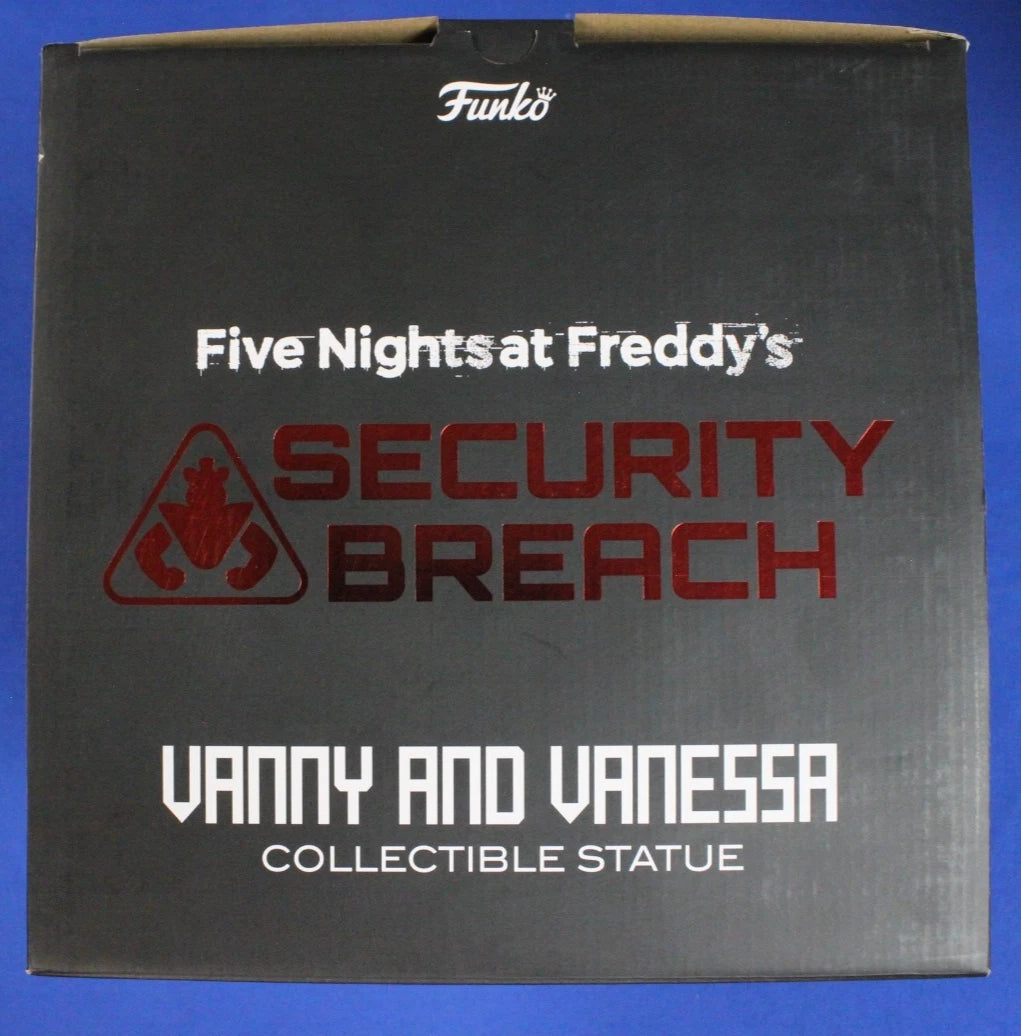 Funko
Five Nights at Freddy's
SECURITY
BREACH
VANNY AND VANESSA
COLLECTIBLE STATUE